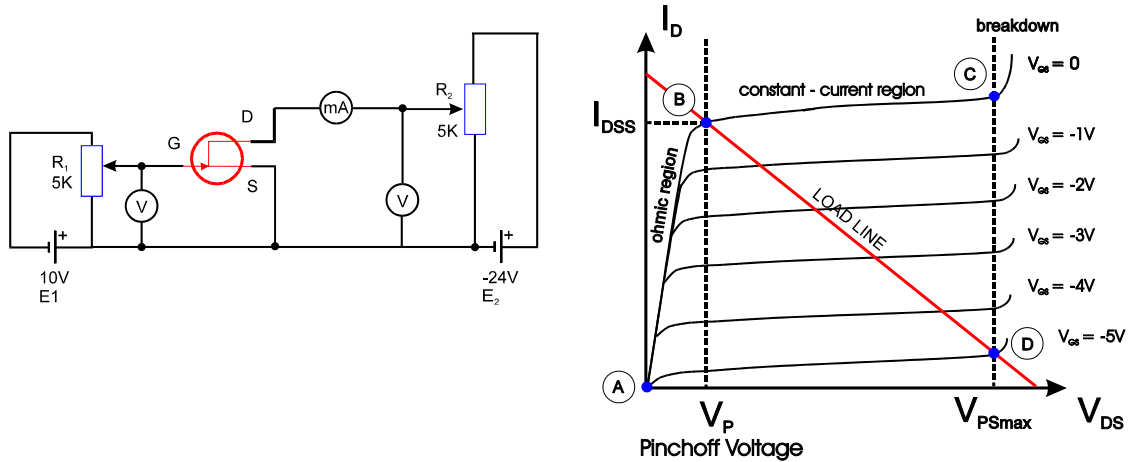 R1
5K
G
D
S
V
mA
V
R2
5K
+
10V
E1
+
-24V
E2
ID
breakdown
VGS = 0
C
B
constant - current region
IDSS
VGS = -1V
VGS = -2V
ohmic region
LOAD LINE
VGS = -3V
VGS = -4V
VGS = -5V
D
A
VP
VPSmax
VDS
Pinchoff Voltage